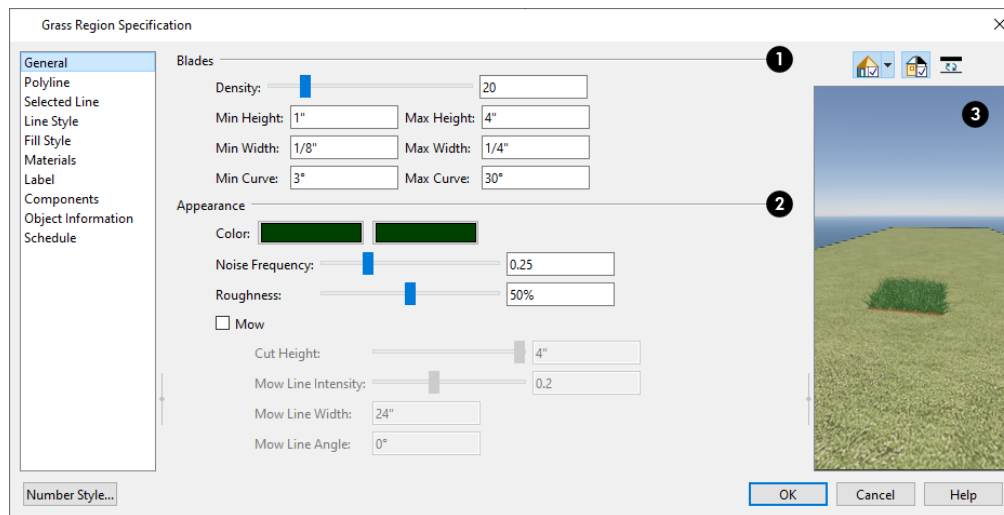 Grass Region Specification
General
Polyline
Selected Line
Line Style
Fill Style
Materials
Label
Components
Object Information
Schedule
Blades 1
Density: 20
Min Height: 1" Max Height: 4"
Min Width: 1/8" Max Width: 1/4"
Min Curve: 3° Max Curve: 30°
Appearance 2
Color:
Noise Frequency: 0.25
Roughness: 50%
Mow
Cut Height: 4"
Mow Line Intensity: 0.2
Mow Line Width: 24"
Mow Line Angle: 0°
3
Number Style... OK Cancel Help